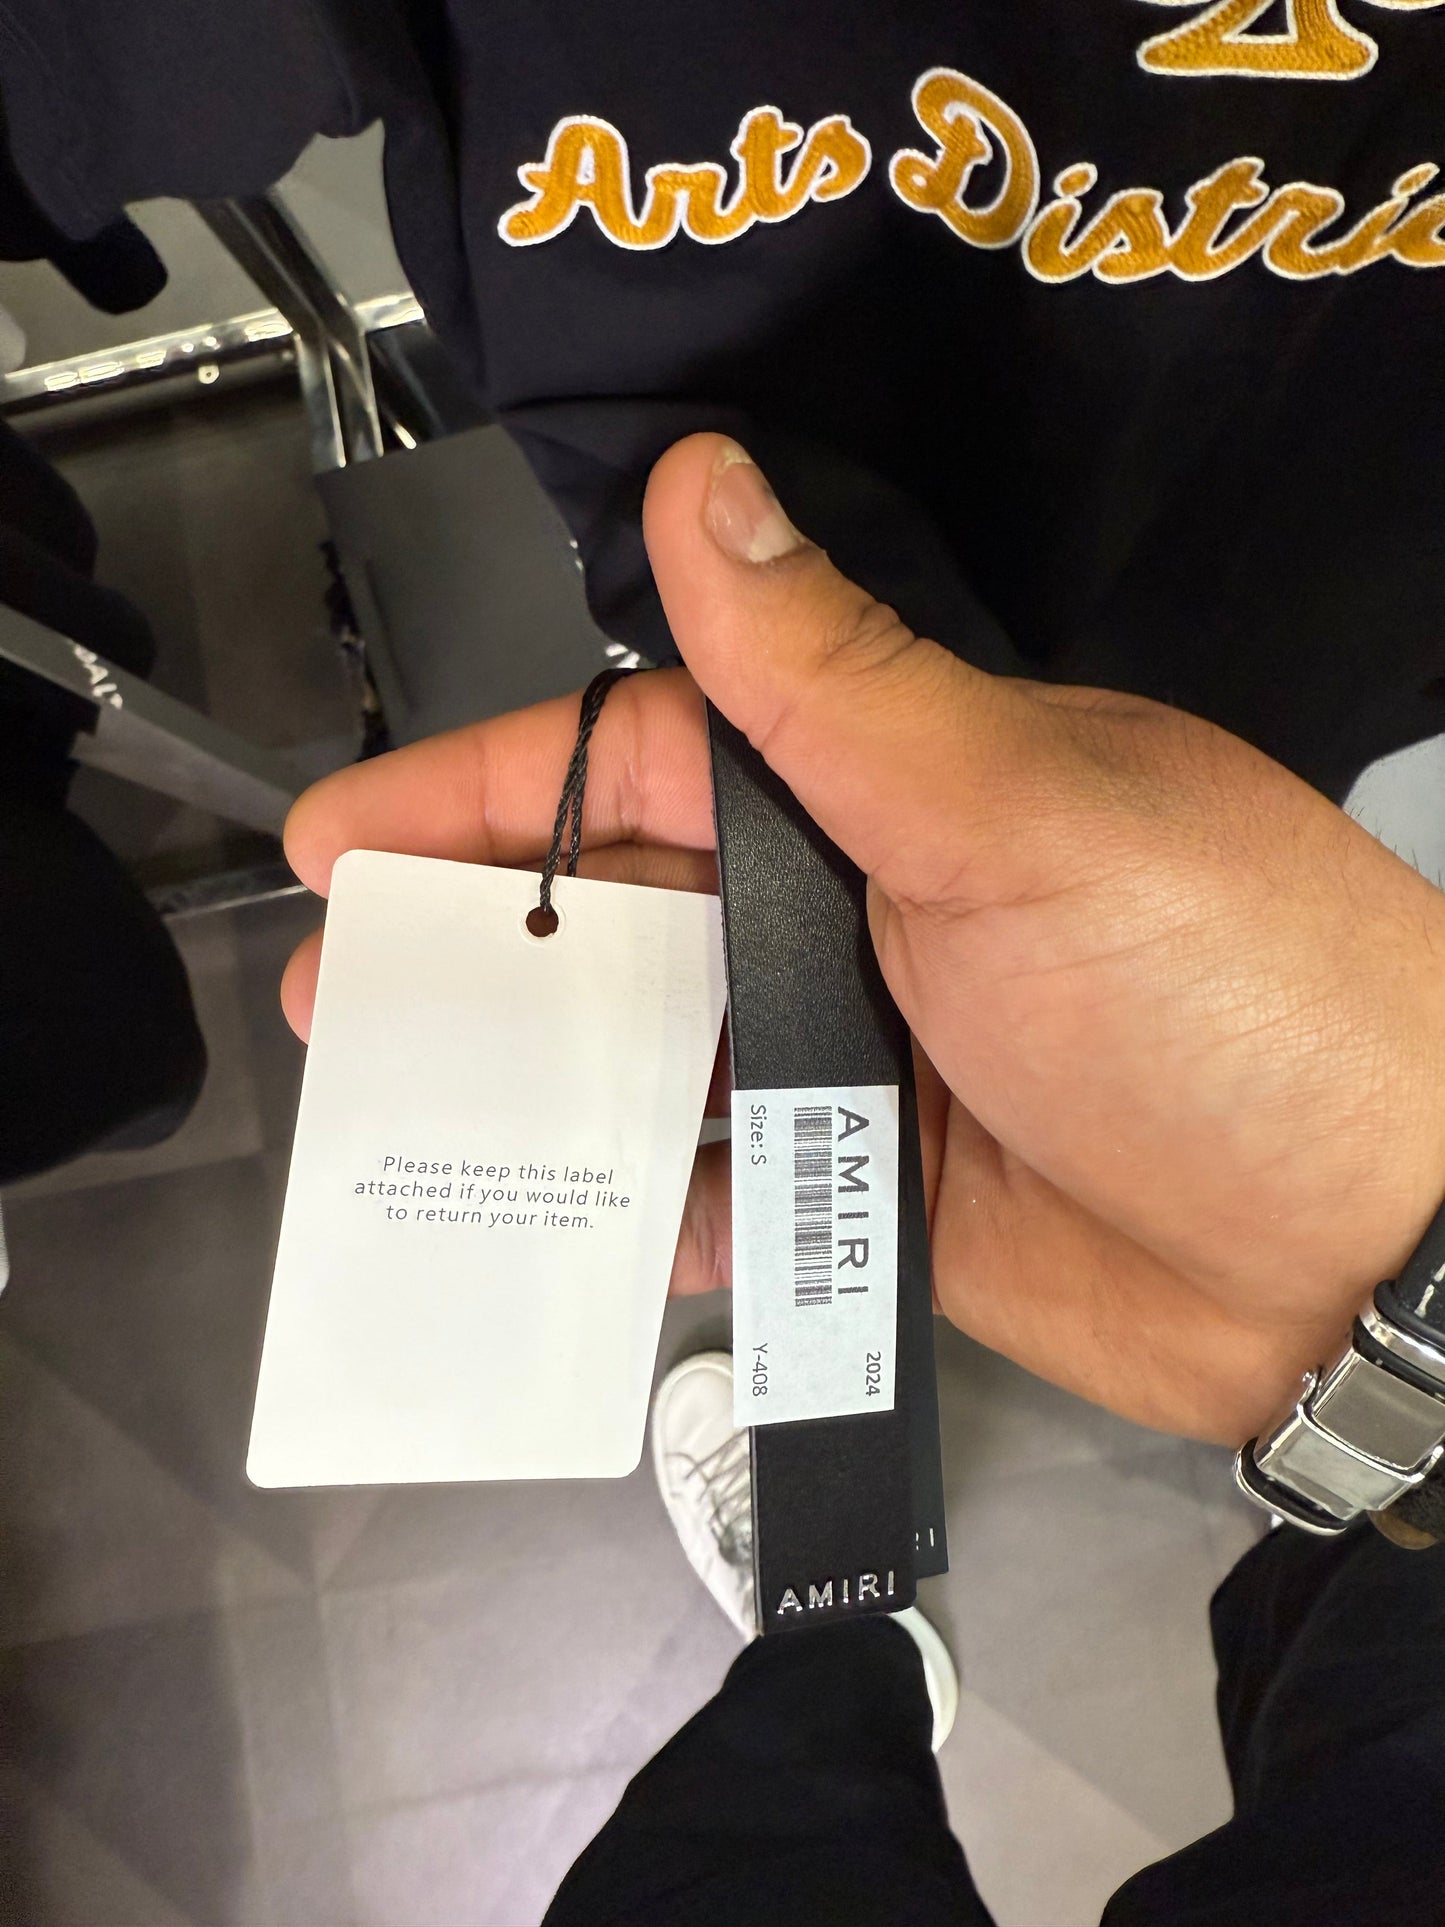 Arts Distric
Please keep this label
attached if you would like
to return your item.
AMIRI
2024
Size: S
Y-408
AMIRI
RI